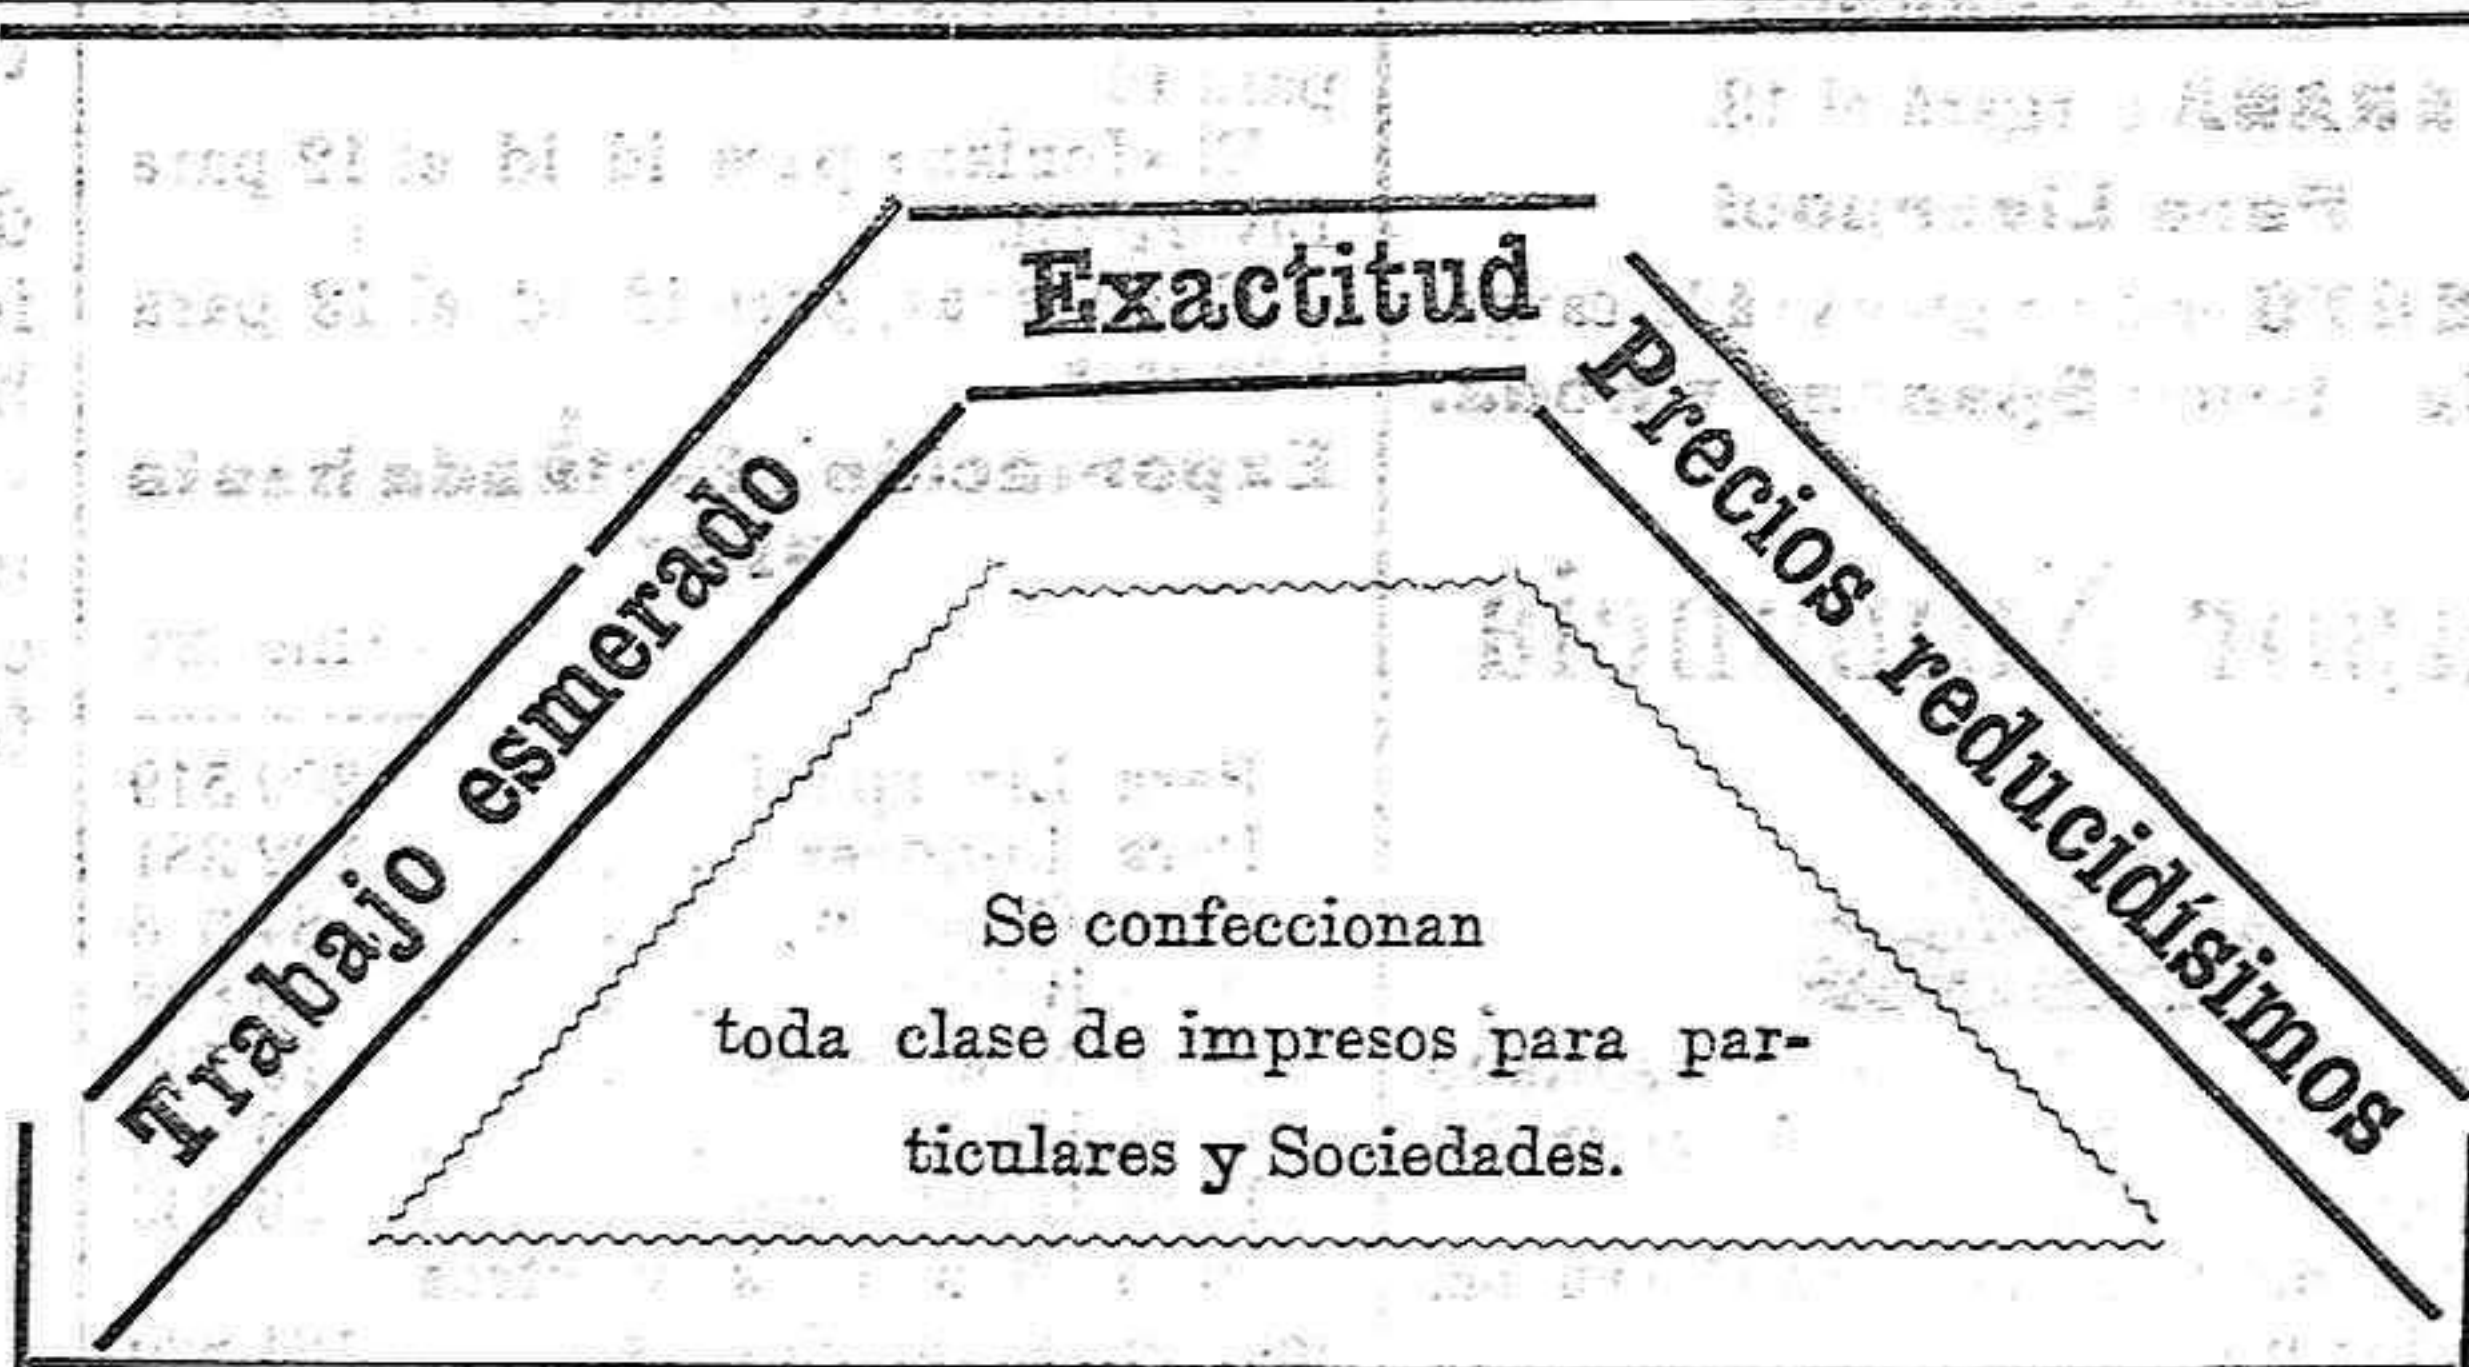 Trabajo esmerado
Exactitud
Precios reducidísimos
Se confeccionan
toda clase de impresos para par-
ticulares y Sociedades.